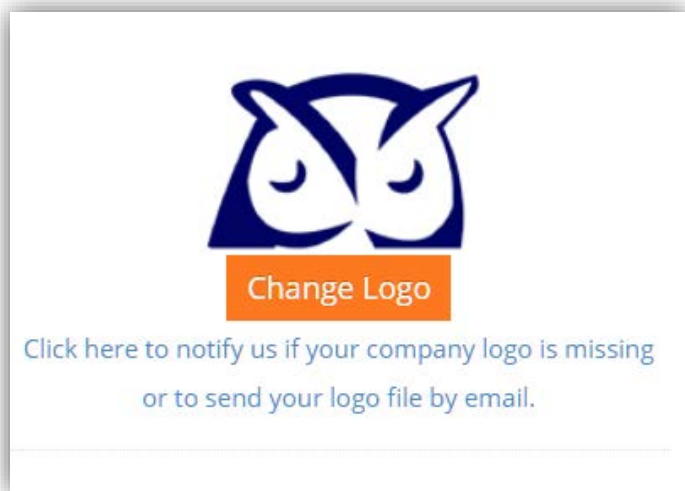 Change Logo
Click here to notify us if your company logo is missing
or to send your logo file by email.